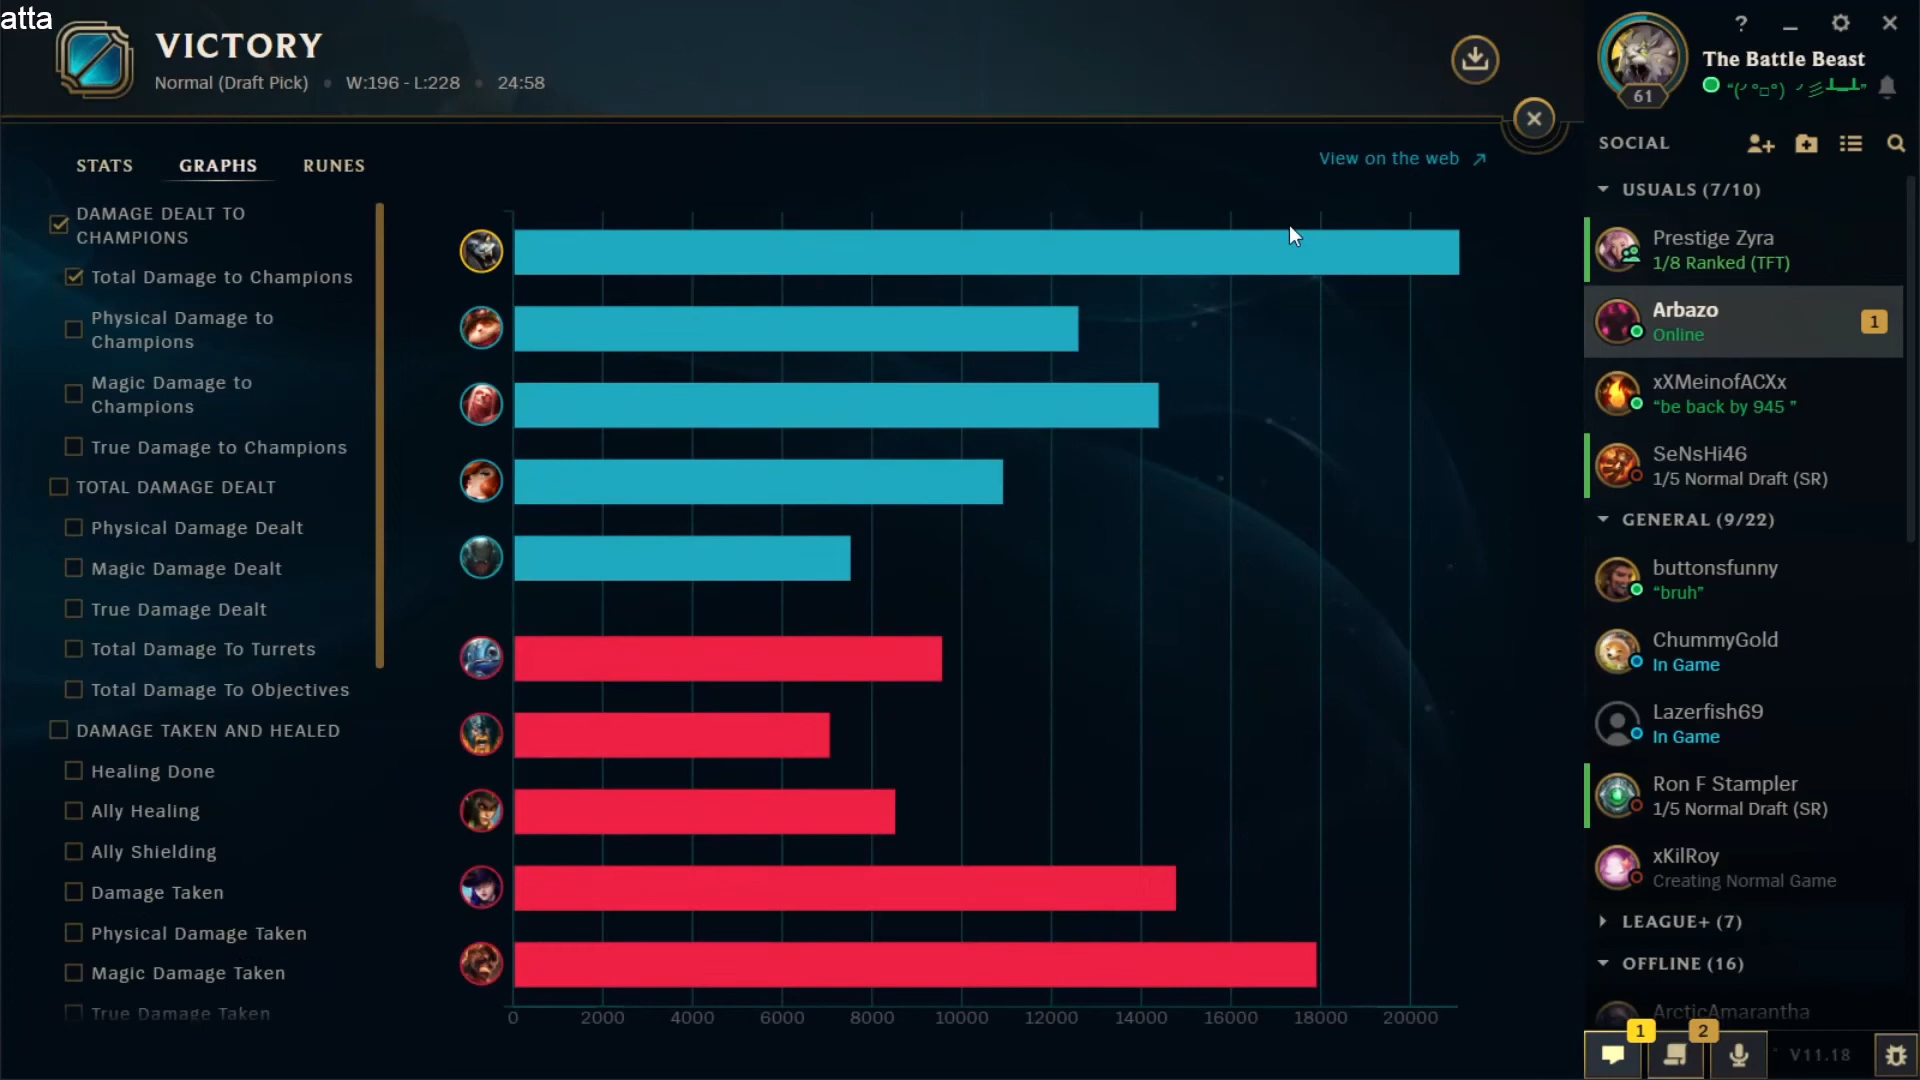 atta
VICTORY
Normal (Draft Pick) • W:196 - L:228 • 24:58
STATS GRAPHS RUNES
View on the web
DAMAGE DEALT TO
CHAMPIONS
Total Damage to Champions
Physical Damage to
Champions
Magic Damage to
Champions
True Damage to Champions
TOTAL DAMAGE DEALT
Physical Damage Dealt
Magic Damage Dealt
True Damage Dealt
Total Damage To Turrets
Total Damage To Objectives
DAMAGE TAKEN AND HEALED
Healing Done
Ally Healing
Ally Shielding
Damage Taken
Physical Damage Taken
Magic Damage Taken
True Damage Taken
0 2000 4000 6000 8000 10000 12000 14000 16000 18000 20000
?
The Battle Beast
61
SOCIAL
USUALS (7/10)
Prestige Zyra
1/8 Ranked (TFT)
Arbazo
Online
1
xXMeinofACXx
“be back by 945 ”
SeNsHi46
1/5 Normal Draft (SR)
GENERAL (9/22)
buttonsfunny
“bruh”
ChummyGold
In Game
Lazerfish69
In Game
Ron F Stampler
1/5 Normal Draft (SR)
xKilRoy
Creating Normal Game
LEAGUE+ (7)
OFFLINE (16)
ArcticAmarantha
1 2
V11.18